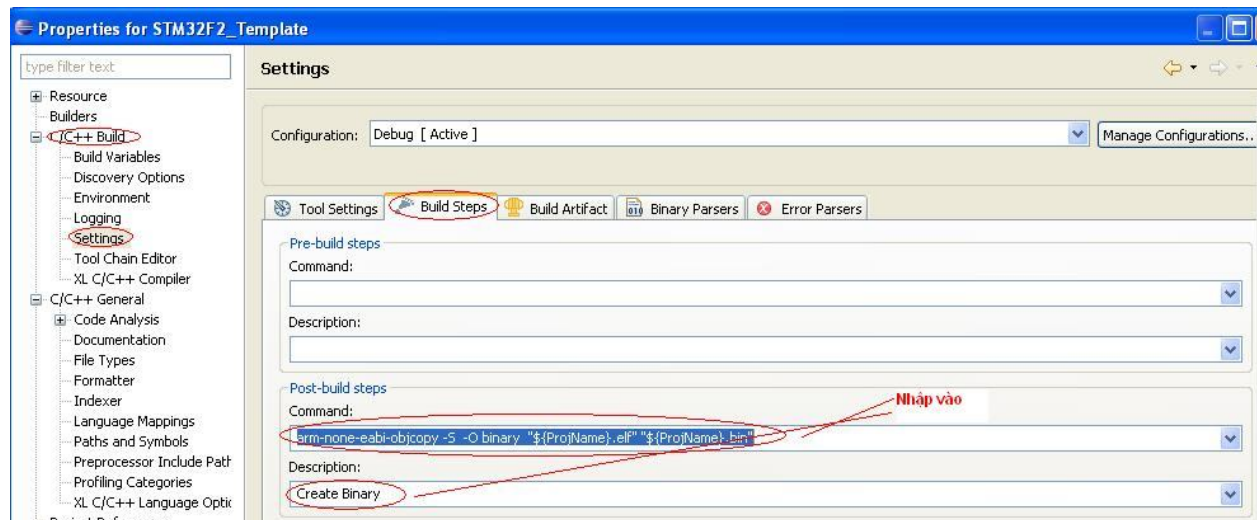 Properties for STM32F2_Template
type filter text
Settings
Resource
Builders
C/C++ Build
Build Variables
Discovery Options
Environment
Logging
Settings
Tool Chain Editor
XL C/C++ Compiler
C/C++ General
Code Analysis
Documentation
File Types
Formatter
Indexer
Language Mappings
Paths and Symbols
Preprocessor Include Path
Profiling Categories
XL C/C++ Language Optic
Configuration: Debug [ Active ]
Manage Configurations..
Tool Settings
Build Steps
Build Artifact
Binary Parsers
Error Parsers
Pre-build steps
Command:
Description:
Post-build steps
Nhập vào
Command:
arm-none-eabi-objcopy -S -O binary "${ProjName}.elf" "${ProjName}.bin"
Description:
Create Binary